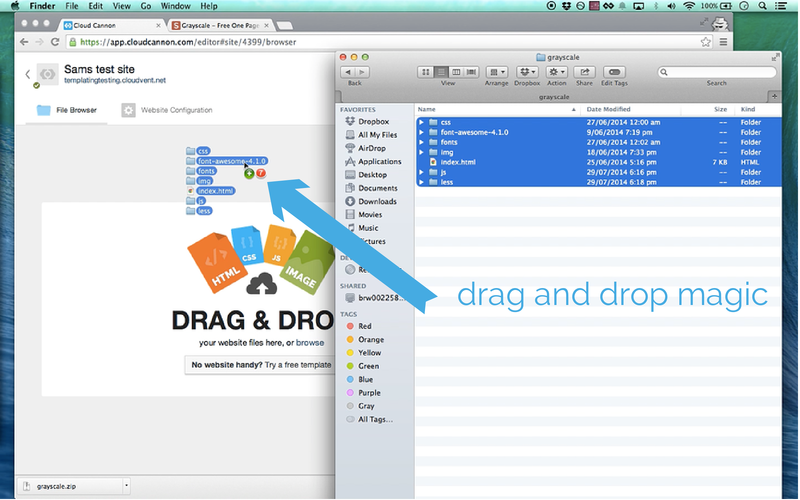 Finder File Edit View Go Window Help
100%
Cloud Cannon
Grayscale – Free One Page
https://app.cloudcannon.com/editor#site/4399/browser
Sams test site
templatingtesting.cloudvent.net
File Browser
Website Configuration
css
font-awesome-4.1.0
fonts
img
index.html
js
less
7
HTML
CSS
JS
IMAGE
DRAG & DRO
your website files here, or browse
No website handy? Try a free template
grayscale.zip
grayscale
Back
View
Arrange
Dropbox
Action
Share
Edit Tags
Search
grayscale
FAVORITES
Dropbox
All My Files
AirDrop
Applications
Desktop
Documents
Downloads
Movies
Music
Pictures
DE
Re
SHARED
brw002258...
TAGS
Red
Orange
Yellow
Green
Blue
Purple
Gray
All Tags...
Name Date Modified Size Kind
css 27/06/2014 12:00 am -- Folder
font-awesome-4.1.0 9/06/2014 7:19 pm -- Folder
fonts 27/06/2014 12:02 am -- Folder
img 18/06/2014 7:33 pm -- Folder
index.html 25/06/2014 5:16 pm 7 KB HTML
js 29/07/2014 6:16 pm -- Folder
less 29/07/2014 6:18 pm -- Folder
drag and drop magic